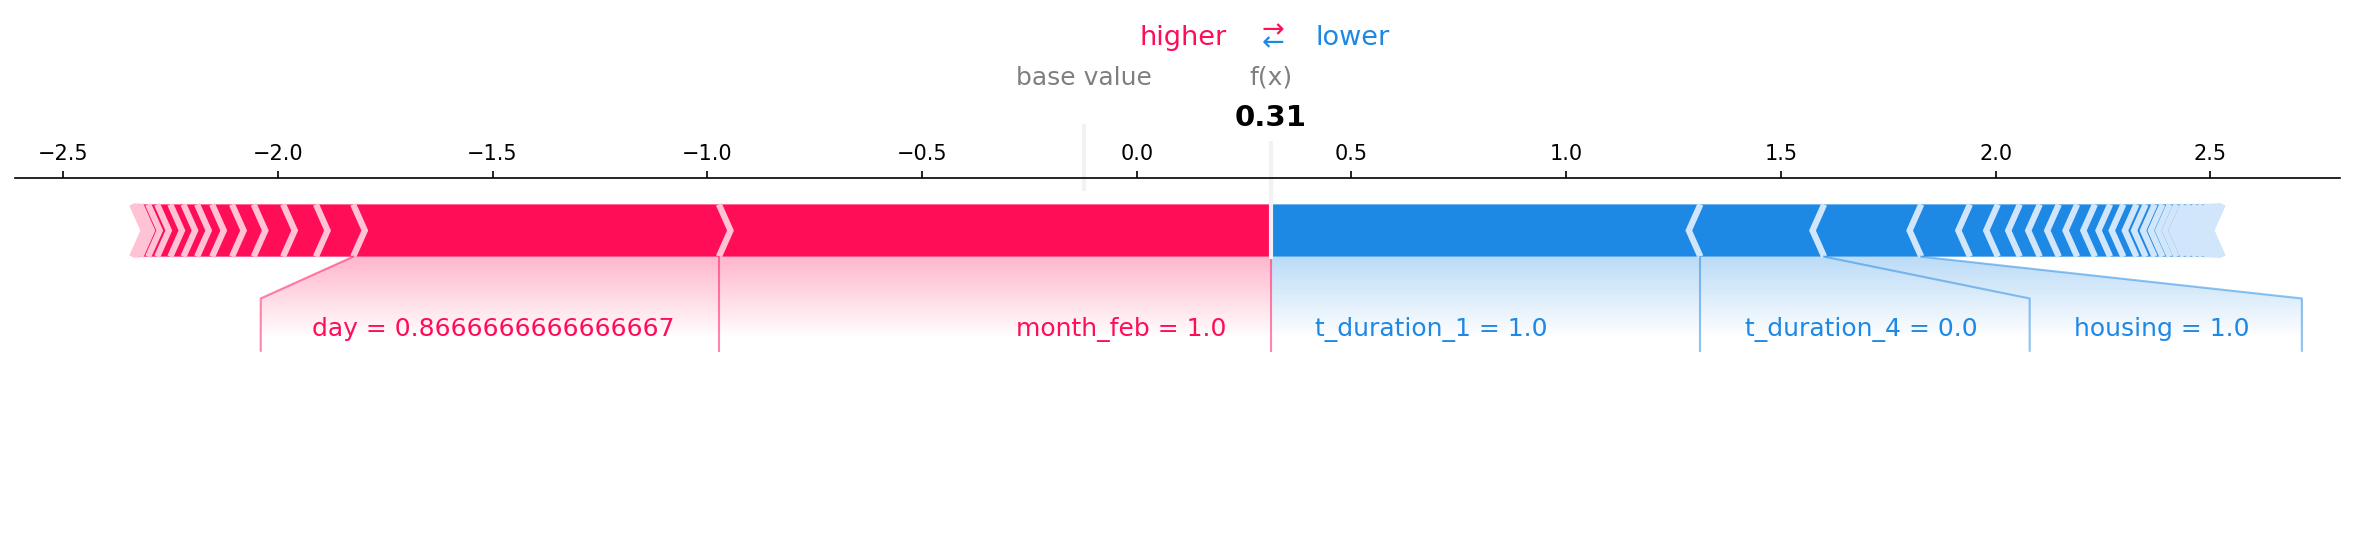 higher ⇄ lower
base value f(x)
0.31
−2.5 −2.0 −1.5 −1.0 −0.5 0.0 0.5 1.0 1.5 2.0 2.5
day = 0.8666666666666667 month_feb = 1.0 t_duration_1 = 1.0 t_duration_4 = 0.0 housing = 1.0